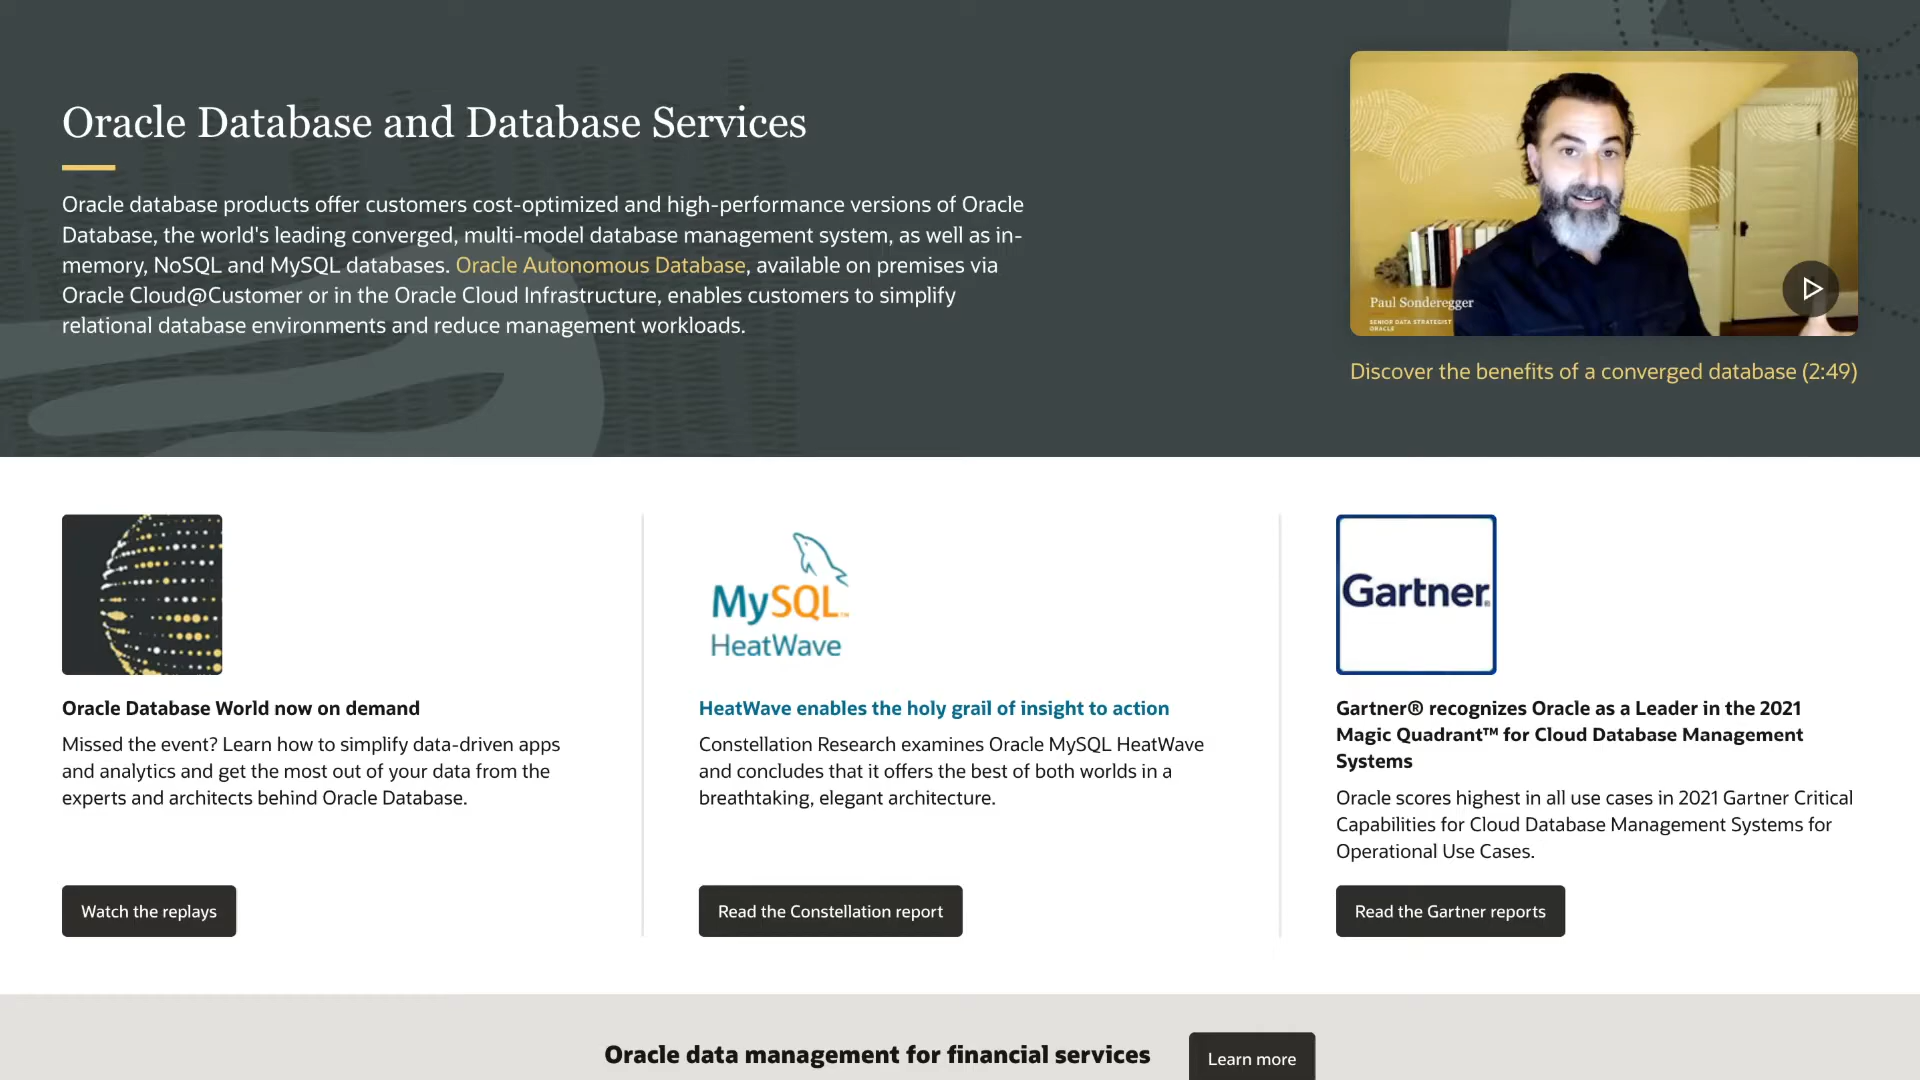 Oracle Database and Database Services
Oracle database products offer customers cost-optimized and high-performance versions of Oracle
Database, the world's leading converged, multi-model database management system, as well as in-
memory, NoSQL and MySQL databases. Oracle Autonomous Database, available on premises via
Oracle Cloud@Customer or in the Oracle Cloud Infrastructure, enables customers to simplify
relational database environments and reduce management workloads.
Paul Sonderegger
SENIOR DATA STRATEGIST
ORACLE
Discover the benefits of a converged database (2:49)
Oracle Database World now on demand
Missed the event? Learn how to simplify data-driven apps
and analytics and get the most out of your data from the
experts and architects behind Oracle Database.
Watch the replays
MySQL™
HeatWave
HeatWave enables the holy grail of insight to action
Constellation Research examines Oracle MySQL HeatWave
and concludes that it offers the best of both worlds in a
breathtaking, elegant architecture.
Read the Constellation report
Gartner®
Gartner® recognizes Oracle as a Leader in the 2021
Magic Quadrant™ for Cloud Database Management
Systems
Oracle scores highest in all use cases in 2021 Gartner Critical
Capabilities for Cloud Database Management Systems for
Operational Use Cases.
Read the Gartner reports
Oracle data management for financial services
Learn more